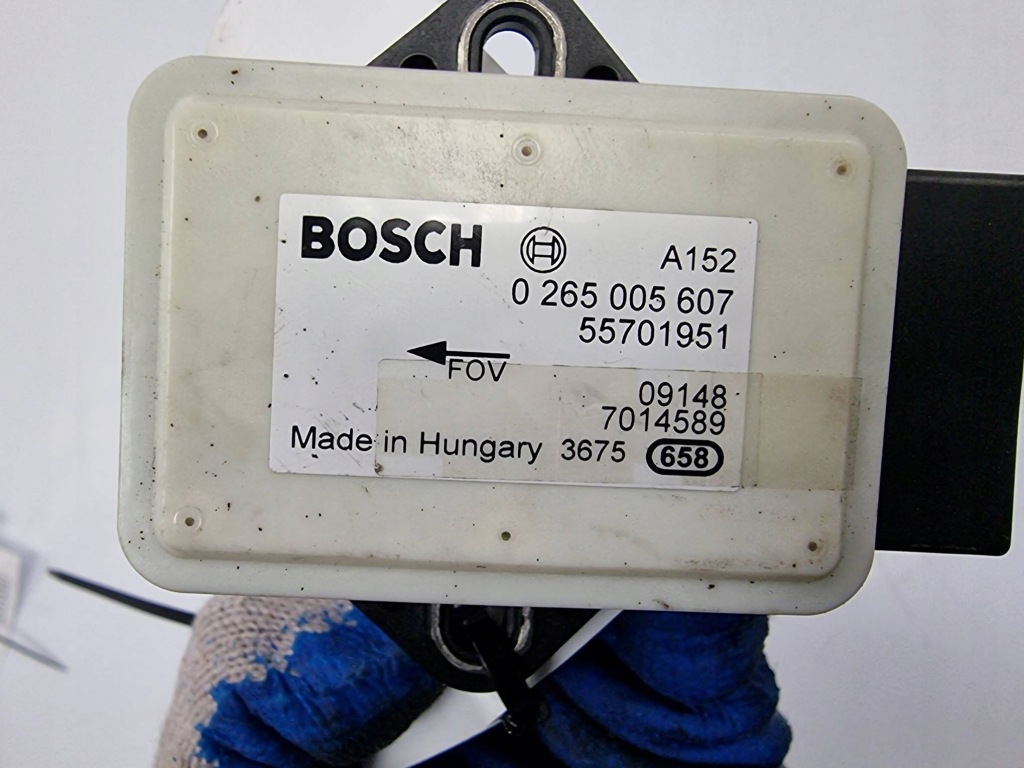 BOSCH A152
0 265 005 607
55701951
FOV
09148
7014589
Made in Hungary 3675 658